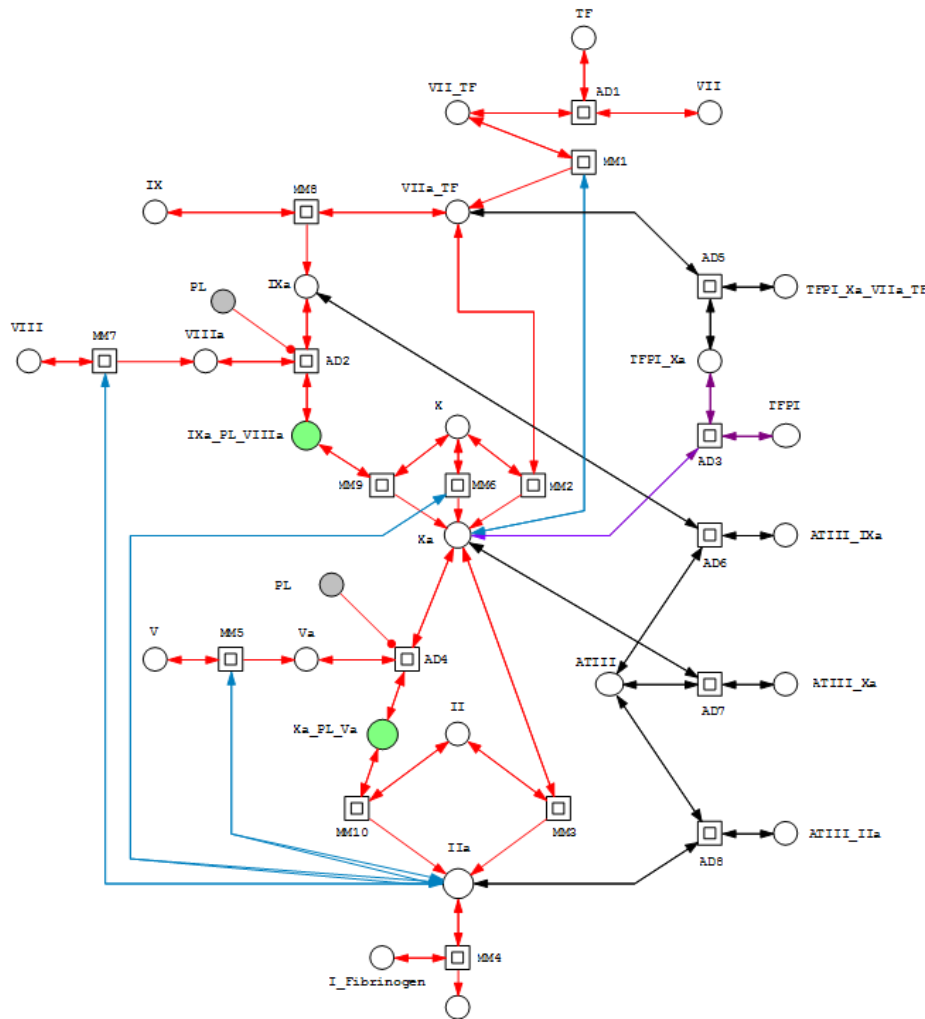 TF
VII_TF
AD1
VII
MM1
IX
MM8
VIIa_TF
AD5
PL
IXa
TFPI_Xa_VIIa_TF
VIII
MM7
VIIIa
AD2
TFPI_Xa
X
TFPI
IXa_PL_VIIIa
AD3
MM9
MM6
MM2
Xa
ATIII_IXa
AD6
PL
V
MM5
Va
AD4
ATIII
ATIII_Xa
AD7
Xa_PL_Va
II
MM10
MM3
ATIII_IIa
IIa
AD8
MM4
I_Fibrinogen